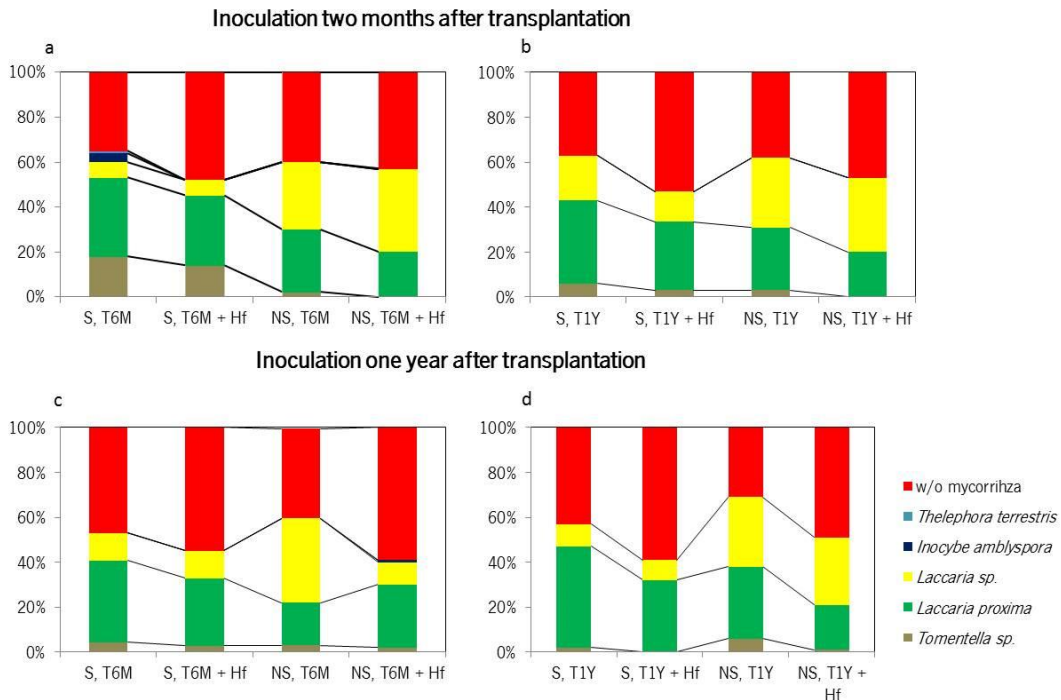 Inoculation two months after transplantation
a
100%
80%
60%
40%
20%
0%
S, T6M
S, T6M + Hf
NS, T6M
NS, T6M + Hf
b
100%
80%
60%
40%
20%
0%
S, T1Y
S, T1Y + Hf
NS, T1Y
NS, T1Y + Hf
Inoculation one year after transplantation
c
100%
80%
60%
40%
20%
0%
S, T6M
S, T6M + Hf
NS, T6M
NS, T6M + Hf
d
100%
80%
60%
40%
20%
0%
S, T1Y
S, T1Y + Hf
NS, T1Y
NS, T1Y +
Hf
w/o mycorrihza
Thelephora terrestris
Inocybe amblyspora
Laccaria sp.
Laccaria proxima
Tomentella sp.